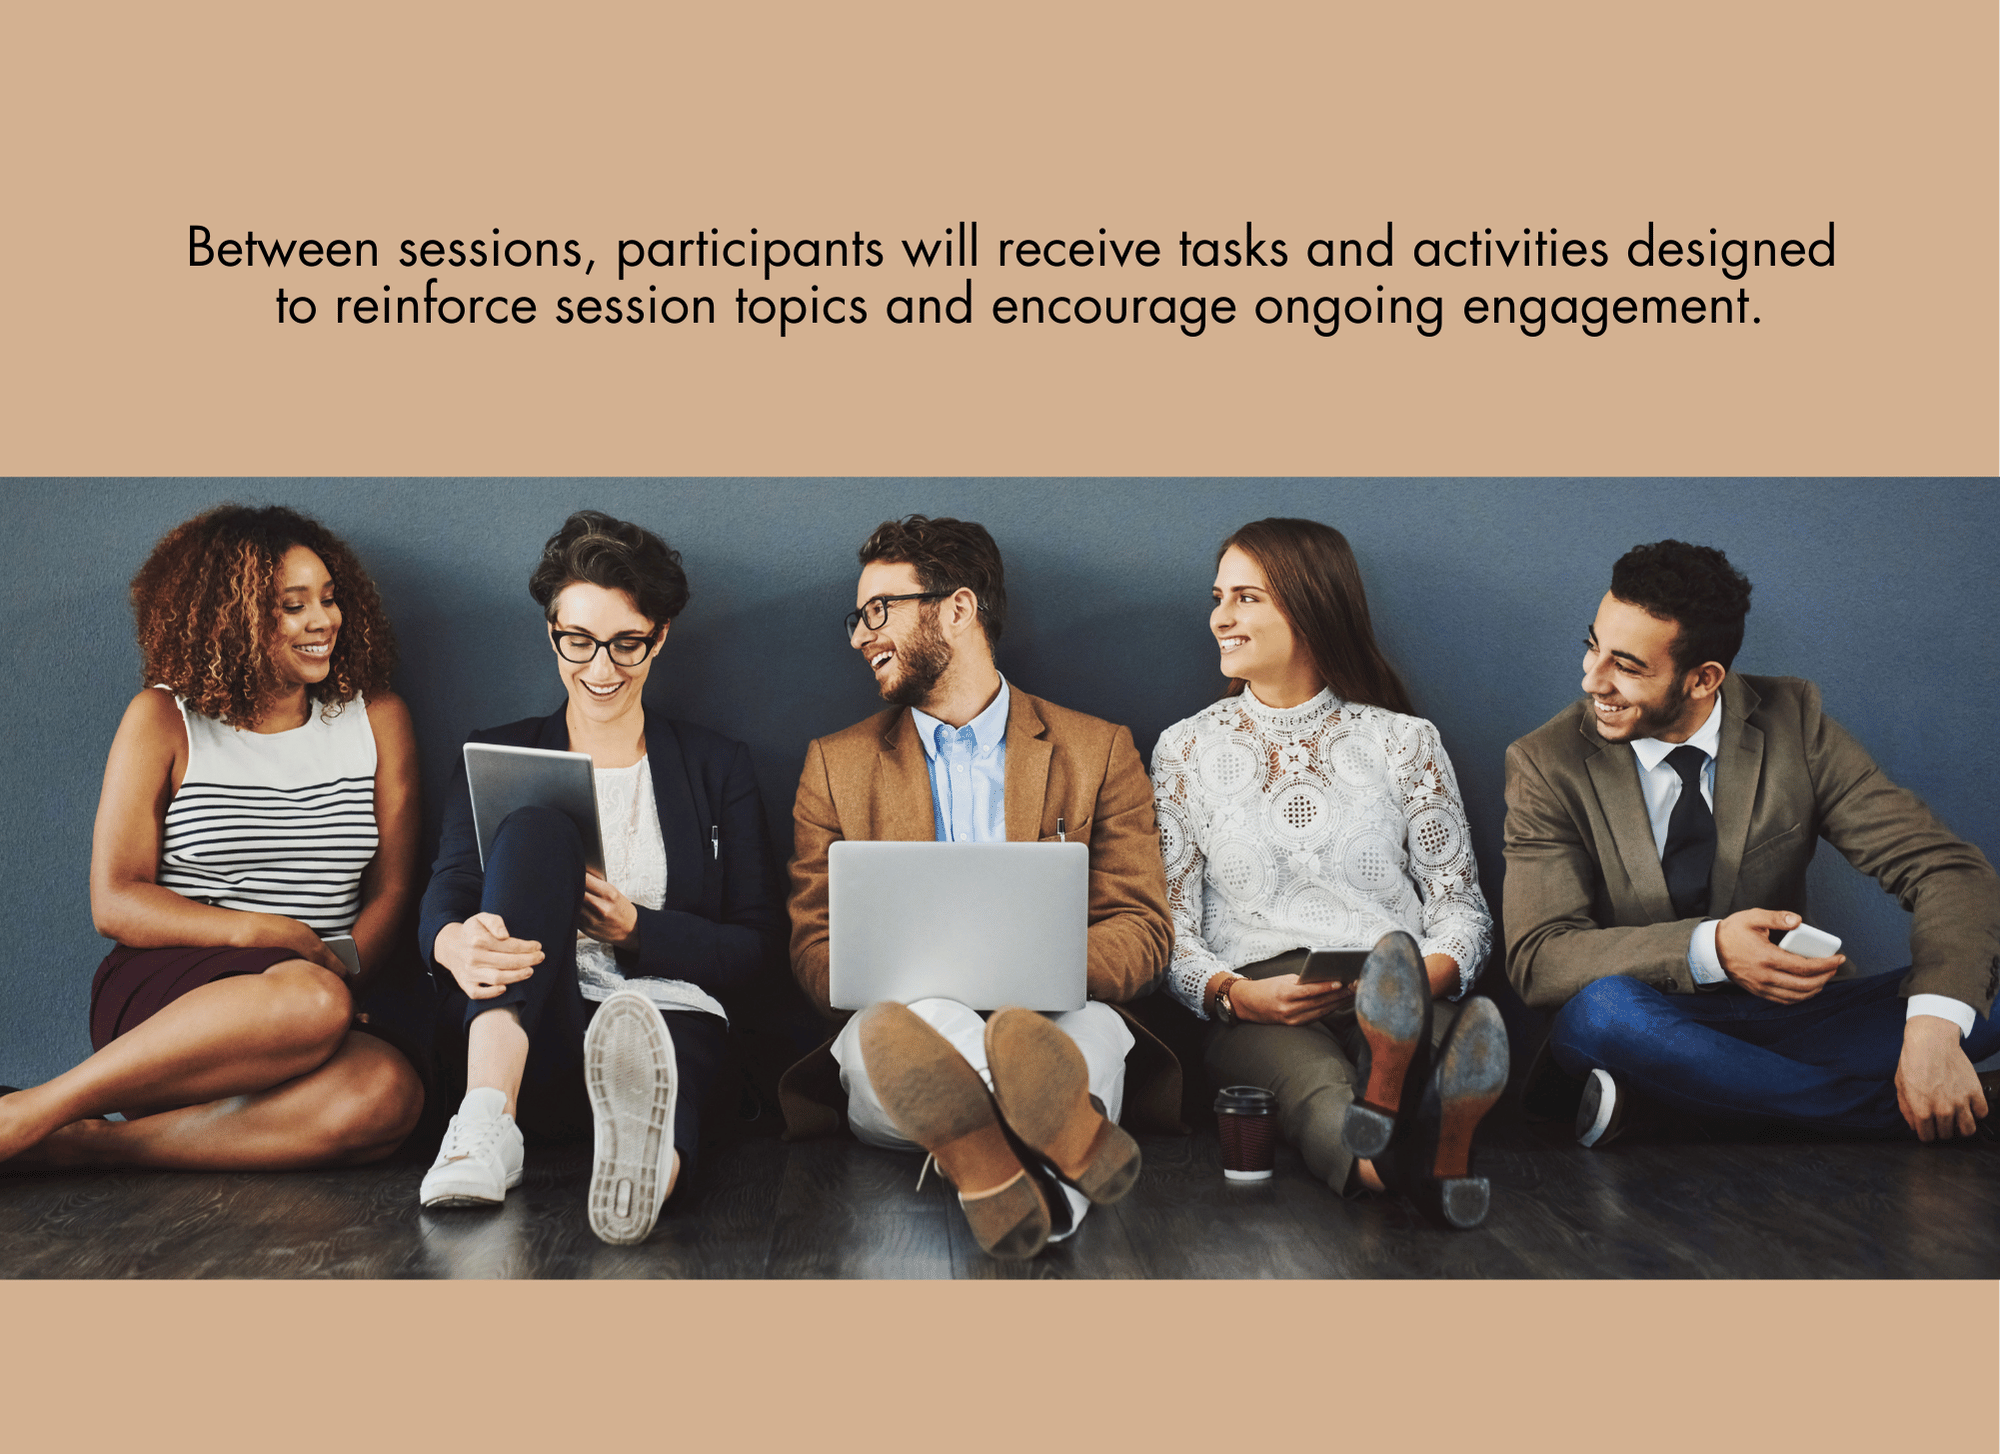 Between sessions, participants will receive tasks and activities designed
to reinforce session topics and encourage ongoing engagement.